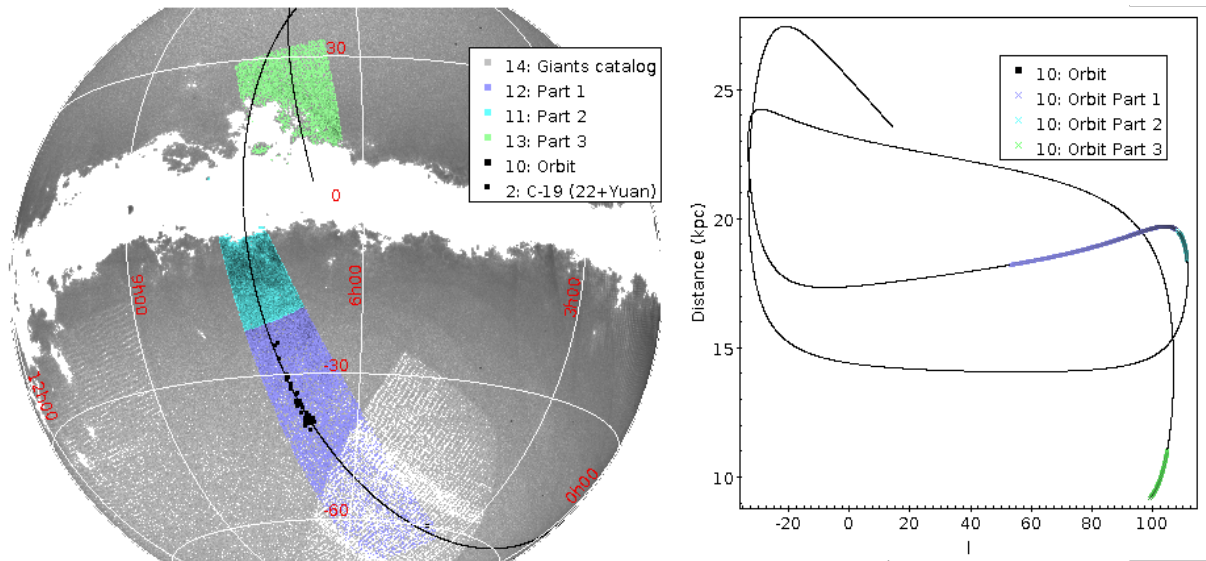 30
14: Giants catalog
12: Part 1
11: Part 2
13: Part 3
10: Orbit
2: C-19 (22+Yuan)
0
9h00
6h00
3h00
-30
12h00
0h00
-60
10: Orbit
10: Orbit Part 1
10: Orbit Part 2
10: Orbit Part 3
Distance (kpc)
25
20
15
10
-20 0 20 40 60 80 100
l